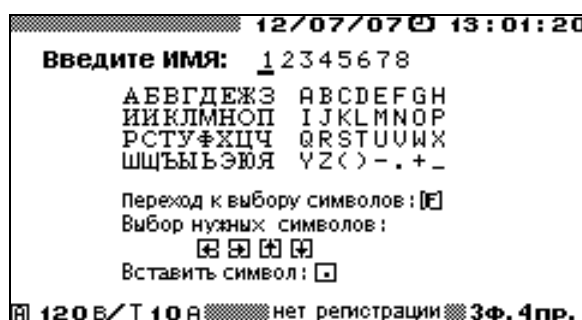 12/07/07 13:01:20
Введите ИМЯ: 12345678
АБВГДЕЖЗ ABCDEFGH
ИЙКЛМНОП IJKLMNOP
РСТУФХЦЧ QRSTUVWX
ШЩЪЫЬЭЮЯ YZ()-.+_
Переход к выбору символов: [F]
Выбор нужных символов:
← → ↑ ↓
Вставить символ: .
A 120В/Т10А нет регистрации 3ф.4пр.